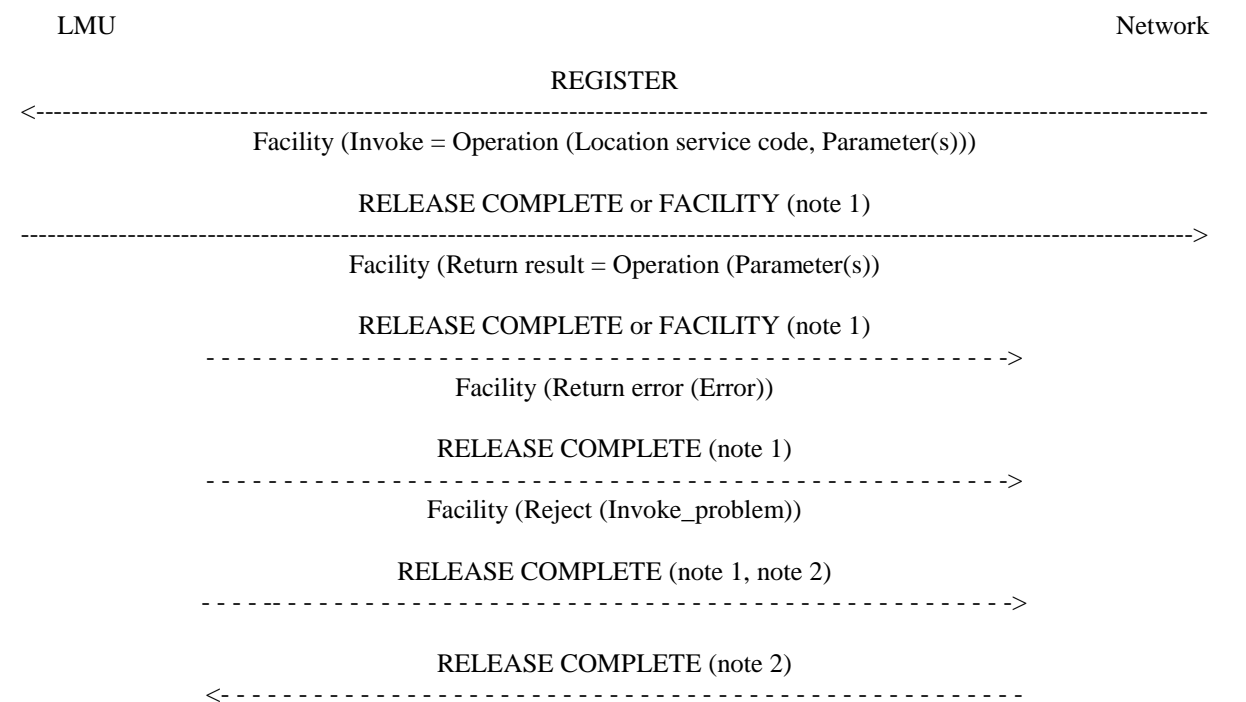 LMU Network
REGISTER
<------------------------------------------------------------------------------------------------------------------------------------
Facility (Invoke = Operation (Location service code, Parameter(s)))
RELEASE COMPLETE or FACILITY (note 1)
------------------------------------------------------------------------------------------------------------------------------------>
Facility (Return result = Operation (Parameter(s))
RELEASE COMPLETE or FACILITY (note 1)
- - - - - - - - - - - - - - - - - - - - - - - - - - - - - - - - - - - - - - - - - - - - - - - - - - - ->
Facility (Return error (Error))
RELEASE COMPLETE (note 1)
- - - - - - - - - - - - - - - - - - - - - - - - - - - - - - - - - - - - - - - - - - - - - - - - - - - ->
Facility (Reject (Invoke_problem))
RELEASE COMPLETE (note 1, note 2)
- - - - -- - - - - - - - - - - - - - - - - - - - - - - - - - - - - - - - - - - - - - - - - - - - - - - - ->
RELEASE COMPLETE (note 2)
<- - - - - - - - - - - - - - - - - - - - - - - - - - - - - - - - - - - - - - - - - - - - - - - - - - - -